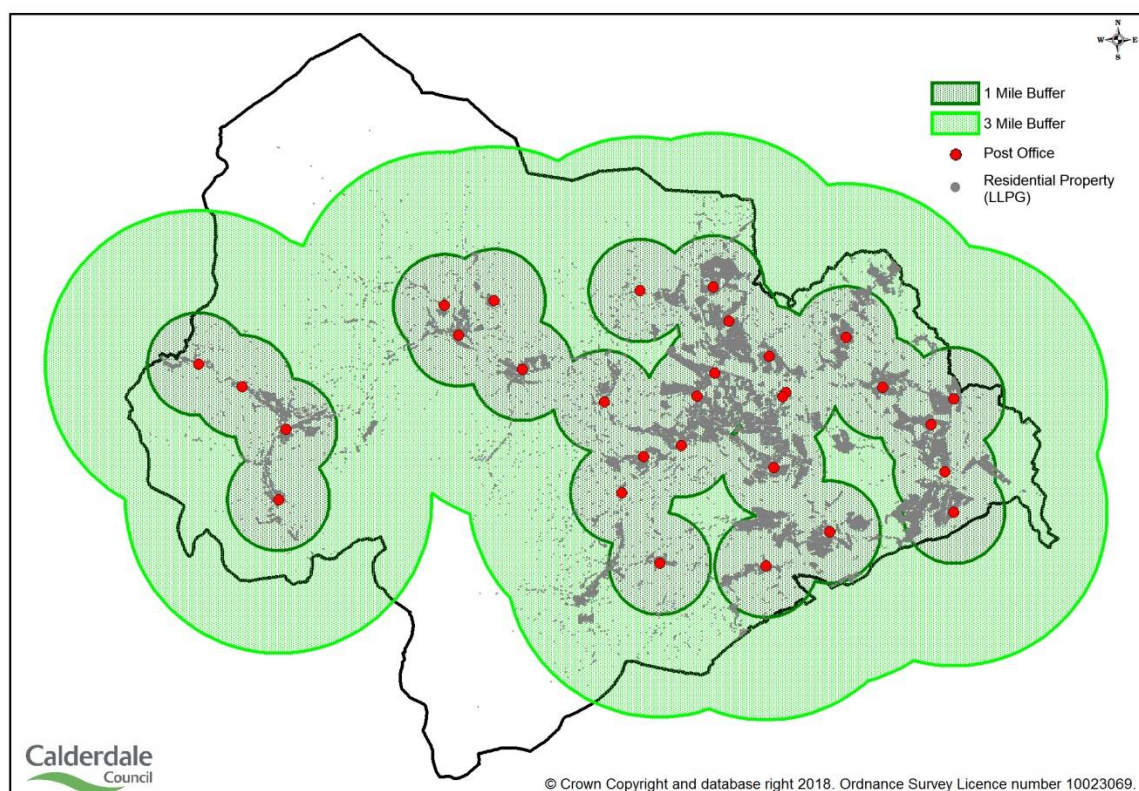 N
W E
S
1 Mile Buffer
3 Mile Buffer
Post Office
Residential Property
(LLPG)
Calderdale
Council
© Crown Copyright and database right 2018. Ordnance Survey Licence number 10023069.